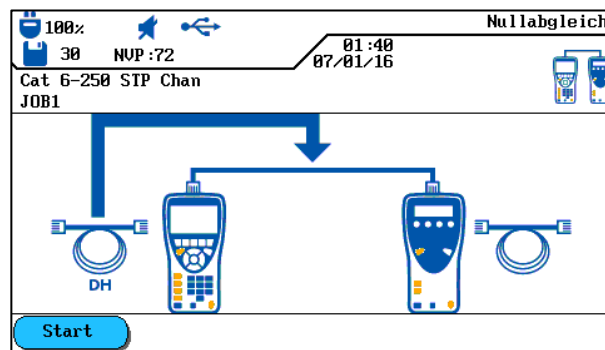 100% Nullabgleich
30 NVP:72 01:40
07/01/16
Cat 6-250 STP Chan
JOB1
DH
Start